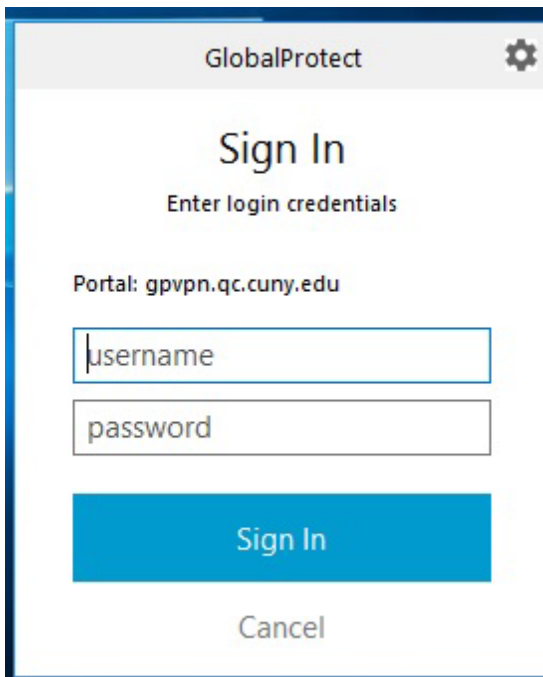 GlobalProtect
Sign In
Enter login credentials
Portal: gpvpn.qc.cuny.edu
username
password
Sign In
Cancel